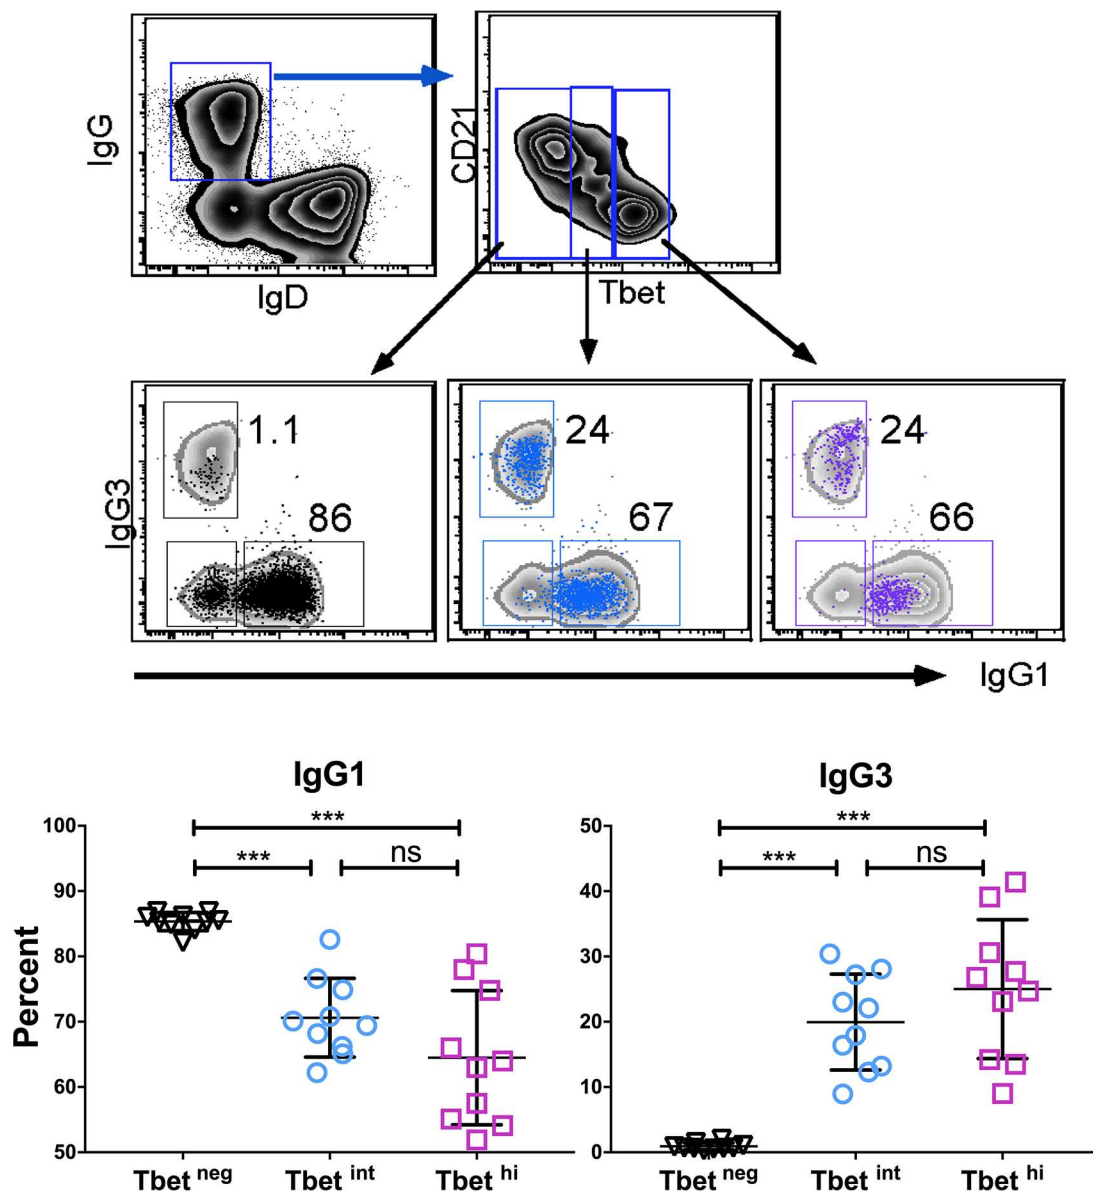 IgG
IgD
CD21
Tbet
IgG3
1.1
86
24
67
24
66
IgG1
IgG1
IgG3
Percent
100
90
80
70
60
50
***
***
ns
Tbet neg
Tbet int
Tbet hi
50
40
30
20
10
0
***
***
ns
Tbet neg
Tbet int
Tbet hi